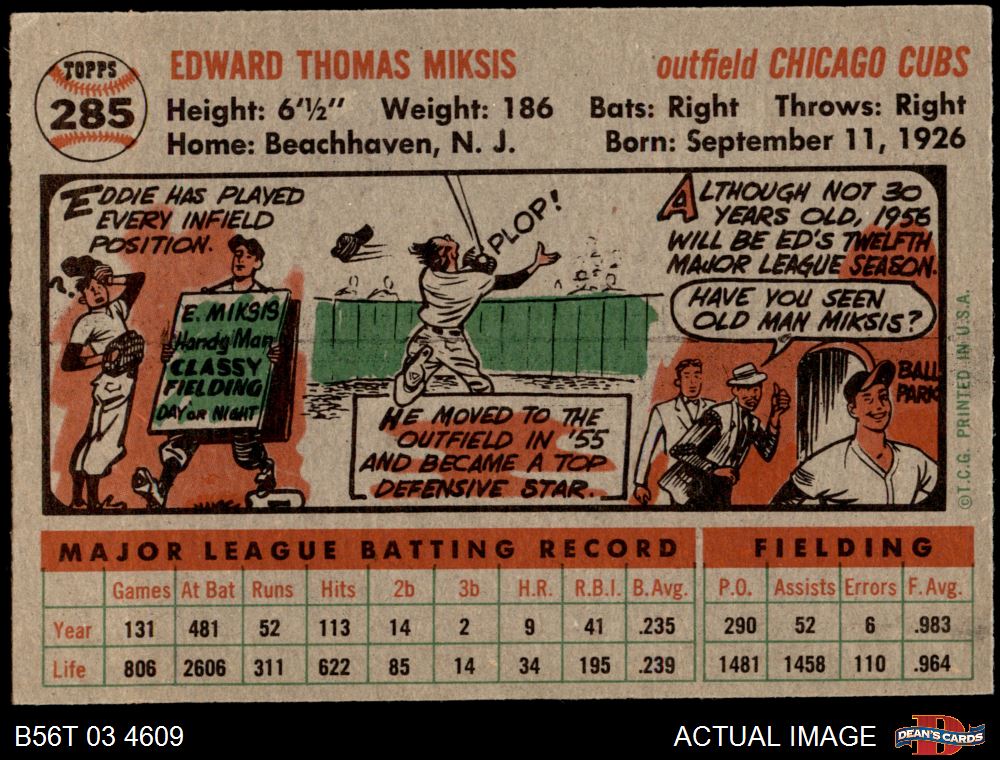 TOPPS
285
EDWARD THOMAS MIKSIS
outfield CHICAGO CUBS
Height: 6'½" Weight: 186 Bats: Right Throws: Right
Home: Beachhaven, N. J. Born: September 11, 1926
EDDIE HAS PLAYED
EVERY INFIELD
POSITION.
?.
E. MIKSIS
Handy Man
CLASSY
FIELDING
DAY OR NIGHT
PLOP!
HE MOVED TO THE
OUTFIELD IN '55
AND BECAME A TOP
DEFENSIVE STAR.
ALTHOUGH NOT 30
YEARS OLD, 1956
WILL BE ED'S TWELFTH
MAJOR LEAGUE SEASON.
HAVE YOU SEEN
OLD MAN MIKSIS?
BALL
PARK
©T.C.G. PRINTED IN U.S.A.
MAJOR LEAGUE BATTING RECORD FIELDING
Games At Bat Runs Hits 2b 3b H.R. R.B.I. B.Avg. P.O. Assists Errors F. Avg.
Year 131 481 52 113 14 2 9 41 .235 290 52 6 .983
Life 806 2606 311 622 85 14 34 195 .239 1481 1458 110 .964
B56T 03 4609 ACTUAL IMAGE
DEAN'S CARDS